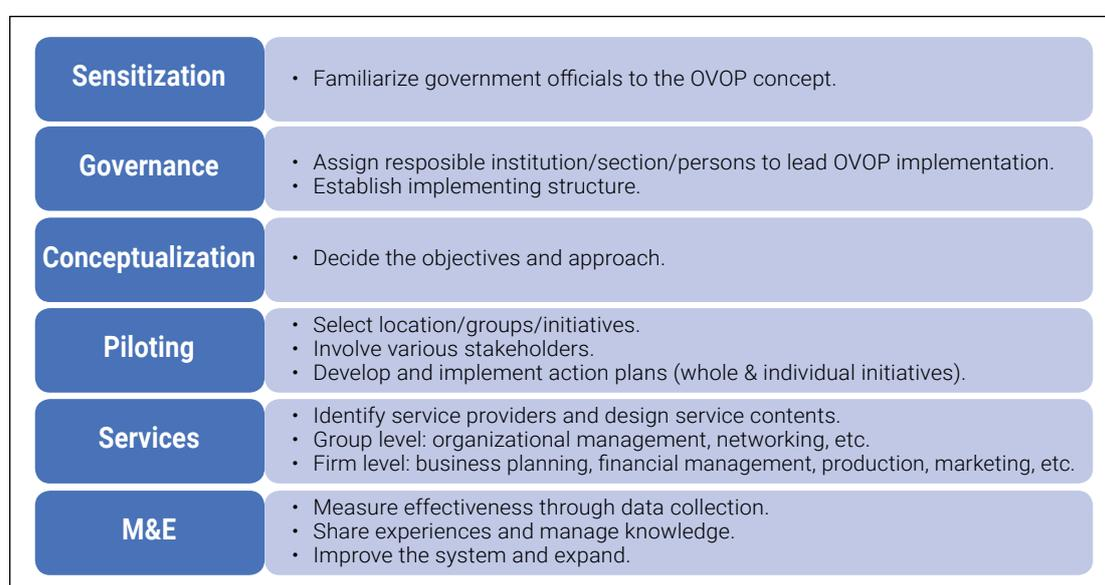 Sensitization
• Familiarize government officials to the OVOP concept.
Governance
• Assign resposible institution/section/persons to lead OVOP implementation.
• Establish implementing structure.
Conceptualization
• Decide the objectives and approach.
Piloting
• Select location/groups/initiatives.
• Involve various stakeholders.
• Develop and implement action plans (whole & individual initiatives).
Services
• Identify service providers and design service contents.
• Group level: organizational management, networking, etc.
• Firm level: business planning, financial management, production, marketing, etc.
M&E
• Measure effectiveness through data collection.
• Share experiences and manage knowledge.
• Improve the system and expand.